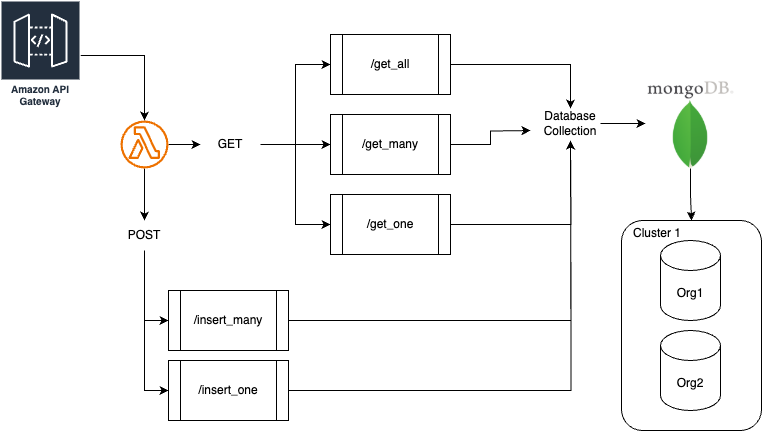 Amazon API
Gateway
GET
POST
/get_all
/get_many
/get_one
/insert_many
/insert_one
Database
Collection
mongoDB.
Cluster 1
Org1
Org2